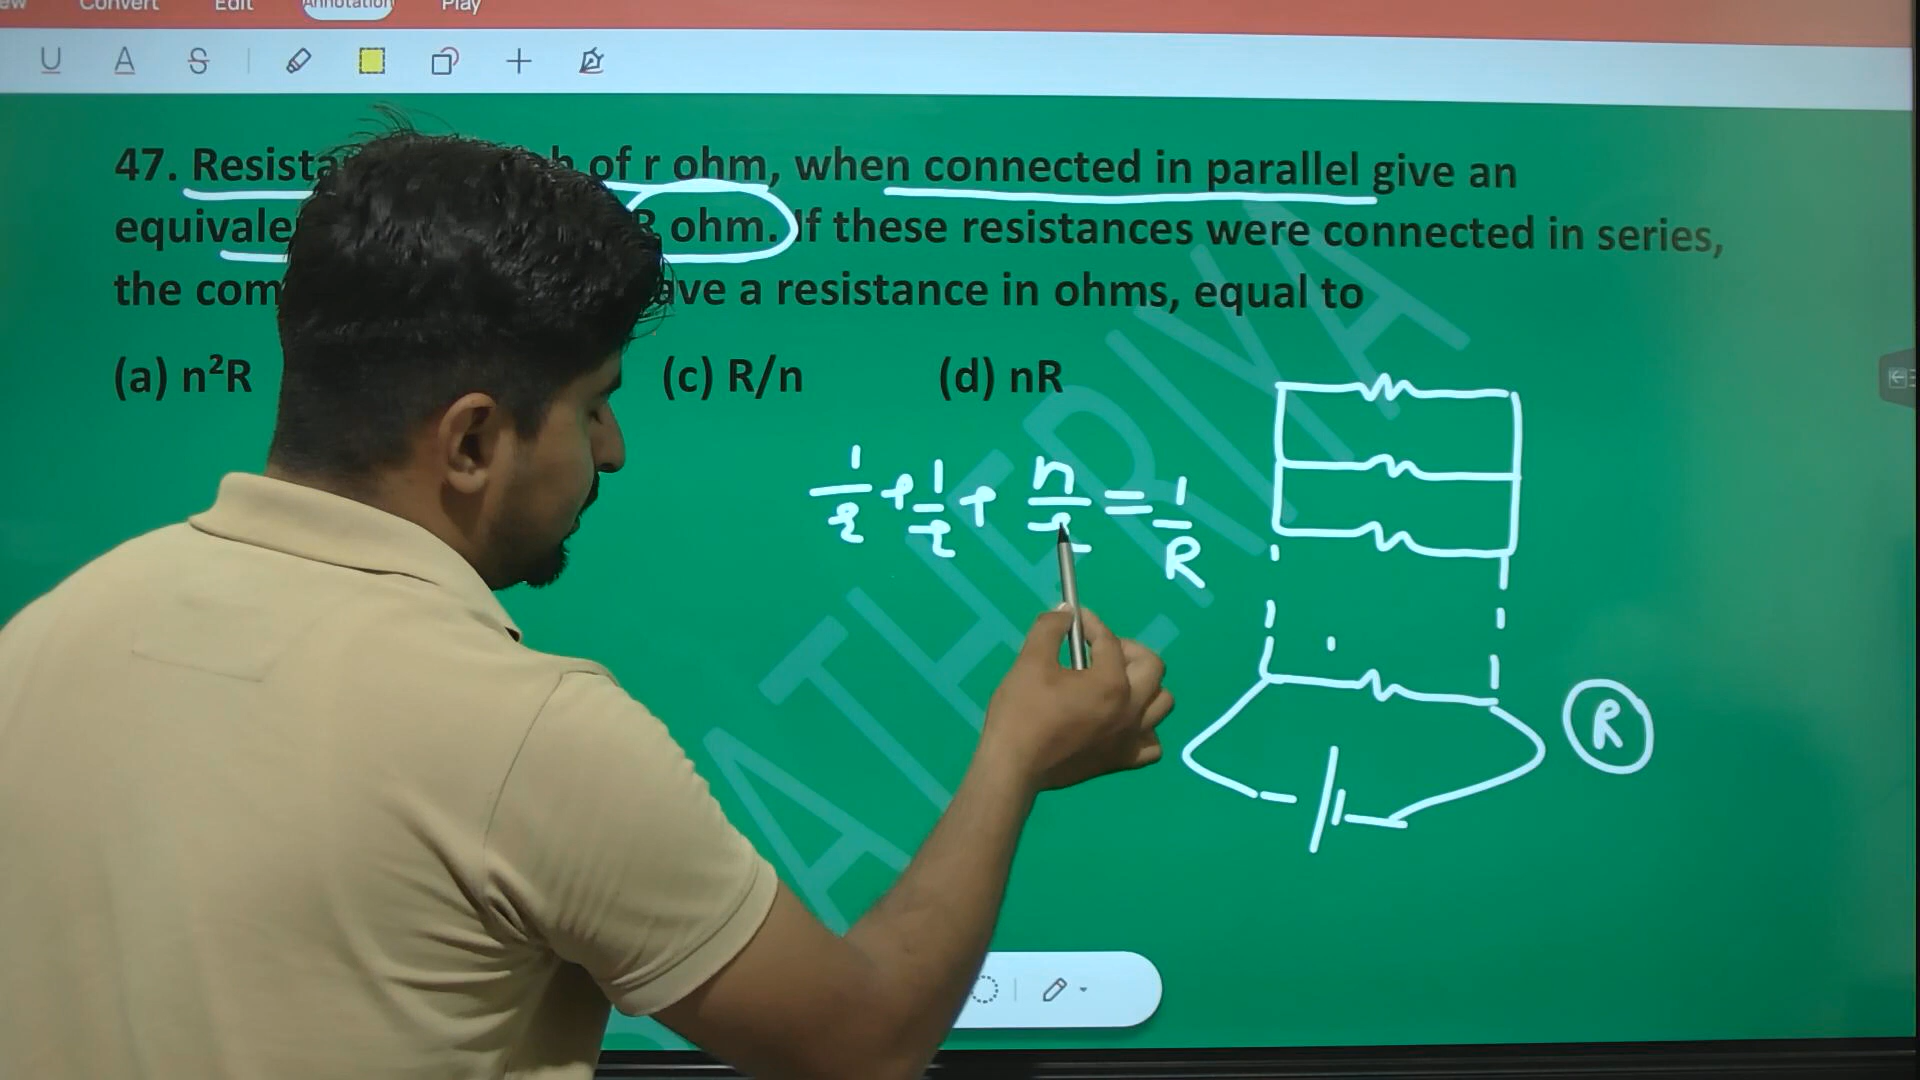 Convert Edit Annotation Play
U A S
47. Resista of r ohm, when connected in parallel give an
equivale R ohm. If these resistances were connected in series,
the com ave a resistance in ohms, equal to
(a) n²R (c) R/n (d) nR
1/r + 1/r + n/r = 1/R
R
ATHERIYA